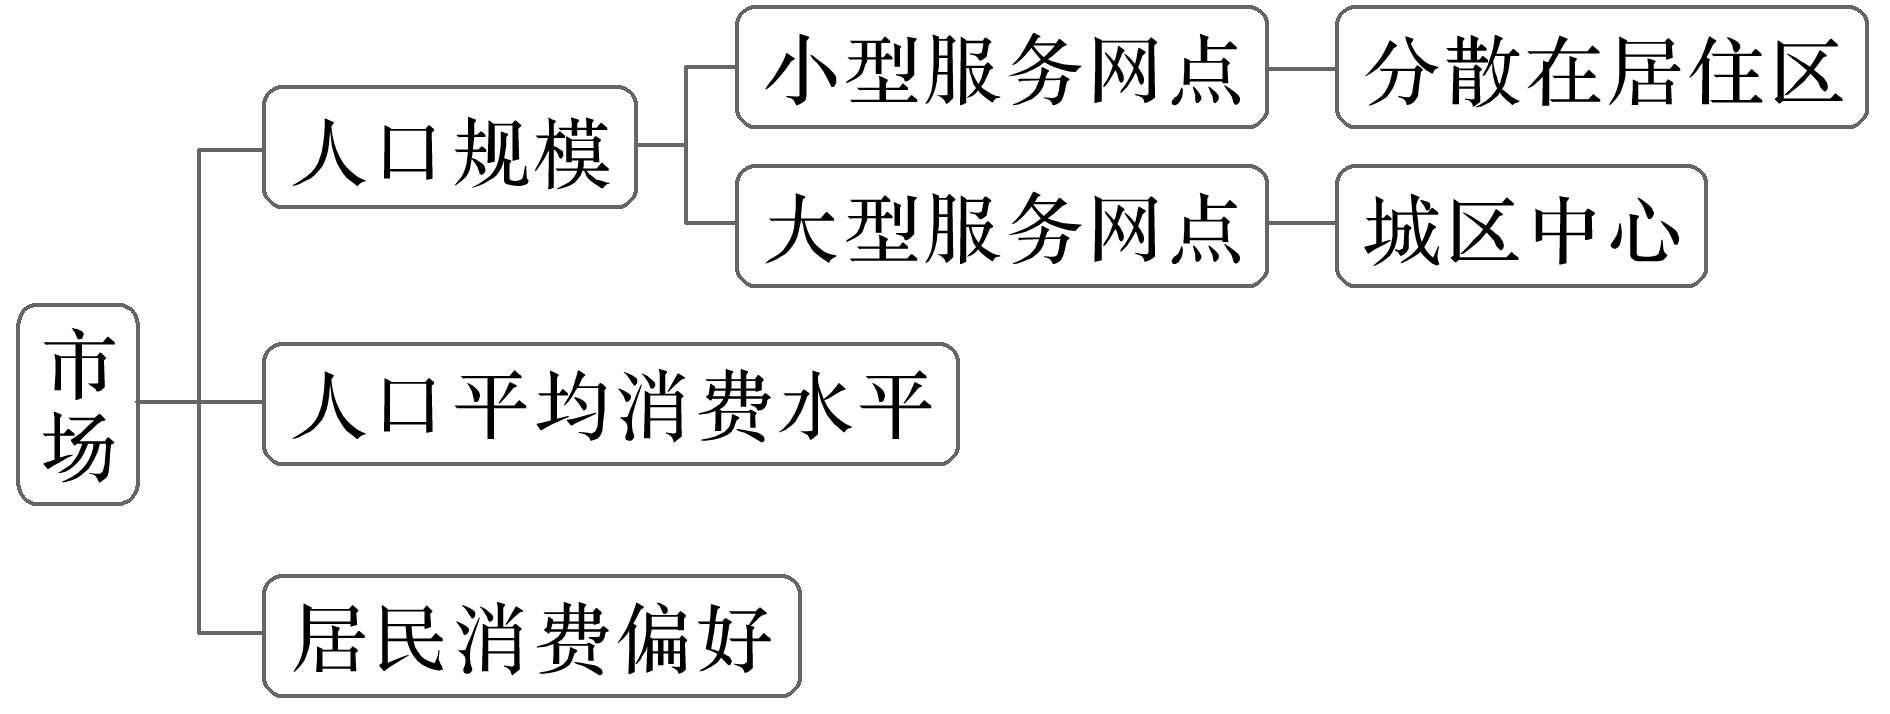 市场
人口规模
小型服务网点
分散在居住区
大型服务网点
城区中心
人口平均消费水平
居民消费偏好